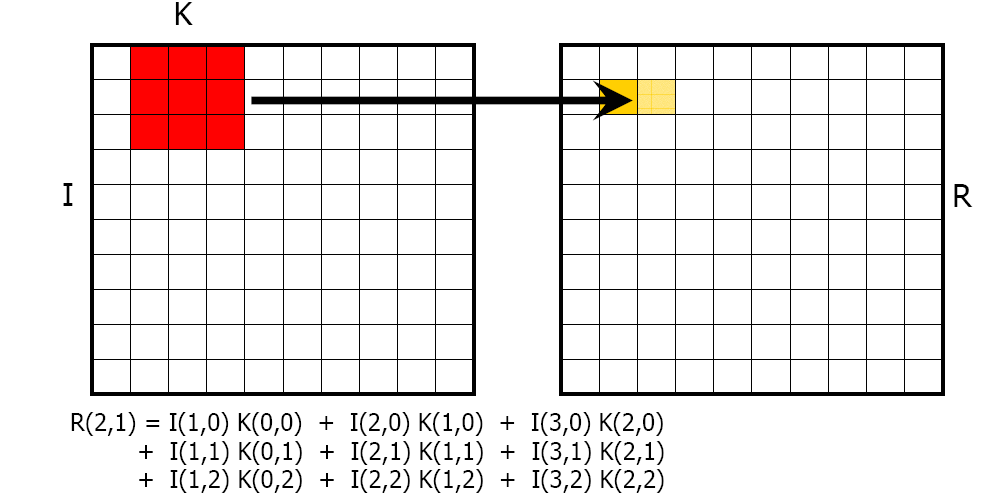 K
I
R
R(2,1) = I(1,0) K(0,0) + I(2,0) K(1,0) + I(3,0) K(2,0)
+ I(1,1) K(0,1) + I(2,1) K(1,1) + I(3,1) K(2,1)
+ I(1,2) K(0,2) + I(2,2) K(1,2) + I(3,2) K(2,2)